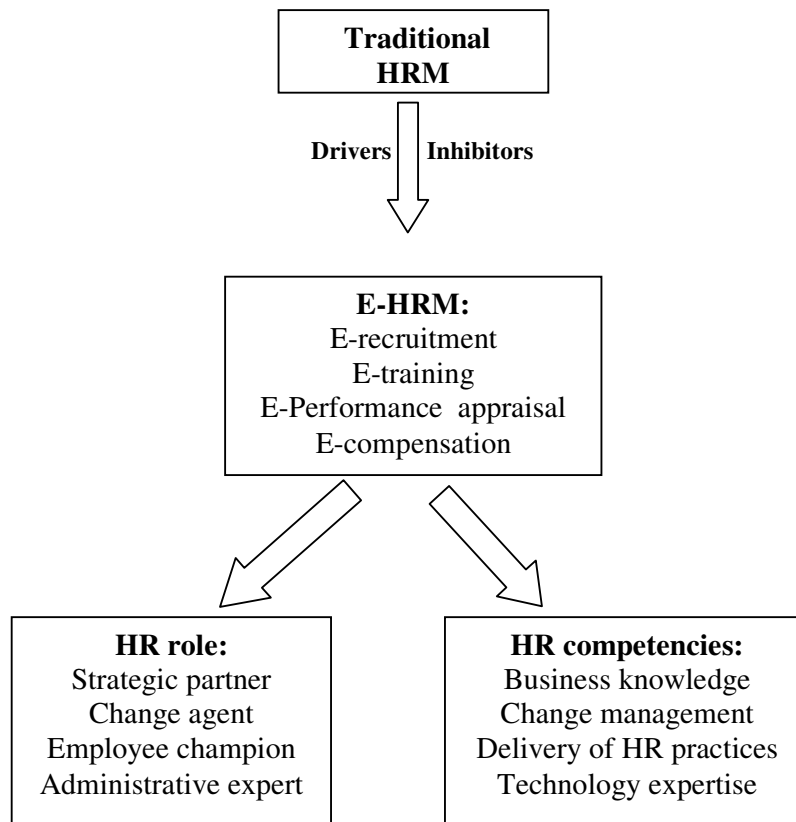 Traditional
HRM
Drivers Inhibitors
E-HRM:
E-recruitment
E-training
E-Performance appraisal
E-compensation
HR role:
Strategic partner
Change agent
Employee champion
Administrative expert
HR competencies:
Business knowledge
Change management
Delivery of HR practices
Technology expertise